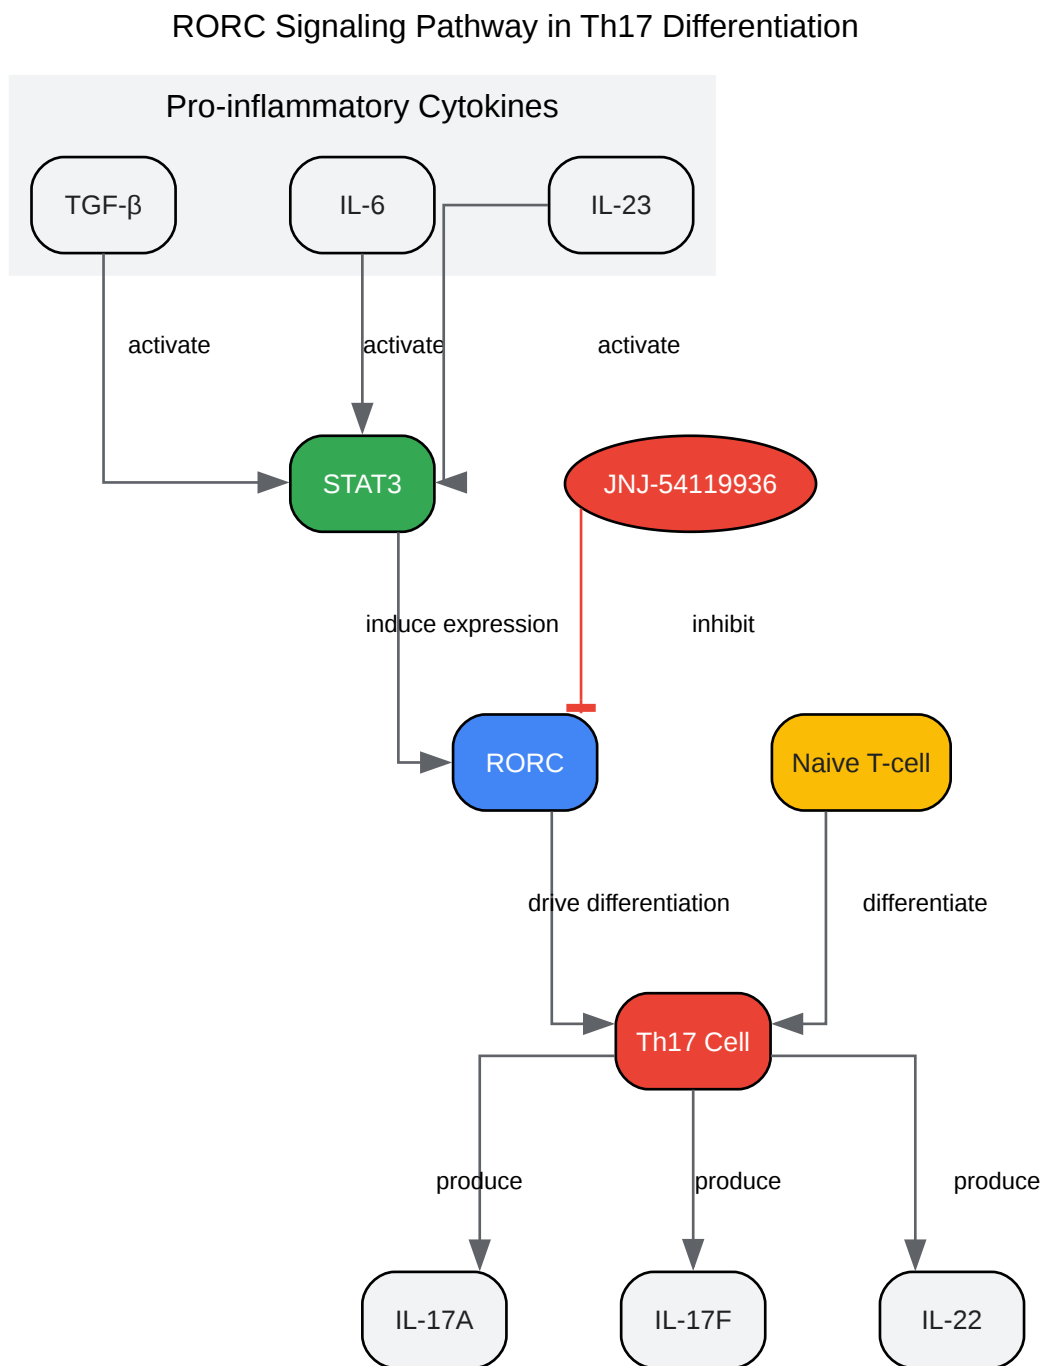 RORC Signaling Pathway in Th17 Differentiation
Pro-inflammatory Cytokines
TGF-β
IL-6
IL-23
activate
activate
activate
STAT3
JNJ-54119936
induce expression
inhibit
RORC
Naive T-cell
drive differentiation
differentiate
Th17 Cell
produce
produce
produce
IL-17A
IL-17F
IL-22